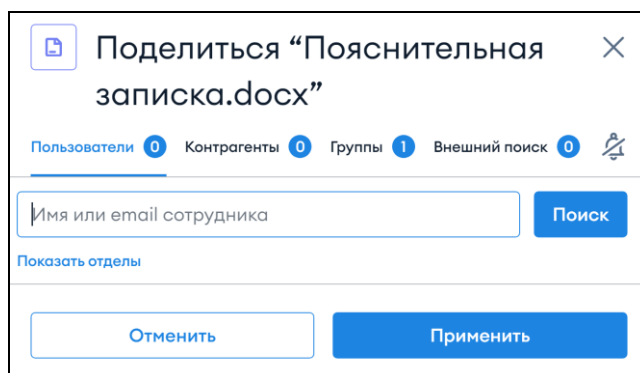 Поделиться “Пояснительная
записка.docx”
Пользователи 0 Контрагенты 0 Группы 1 Внешний поиск 0
Имя или email сотрудника Поиск
Показать отделы
Отменить Применить